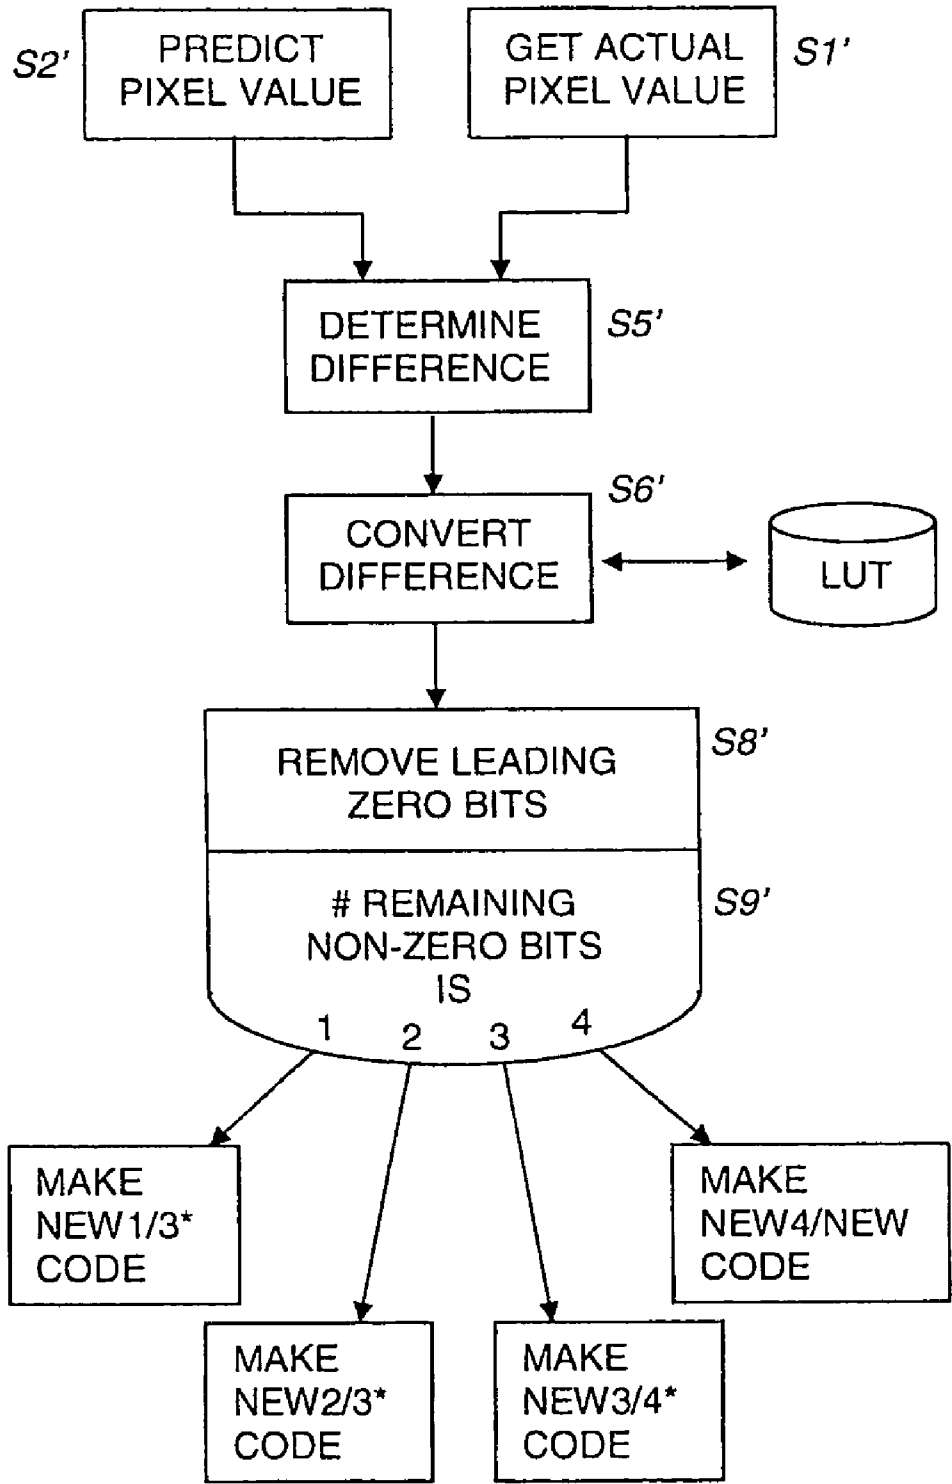 S2'
PREDICT
PIXEL VALUE
GET ACTUAL
PIXEL VALUE
S1'
DETERMINE
DIFFERENCE
S5'
CONVERT
DIFFERENCE
S6'
LUT
REMOVE LEADING
ZERO BITS
S8'
# REMAINING
NON-ZERO BITS
IS
S9'
1 2 3 4
MAKE
NEW1/3*
CODE
MAKE
NEW2/3*
CODE
MAKE
NEW3/4*
CODE
MAKE
NEW4/NEW
CODE